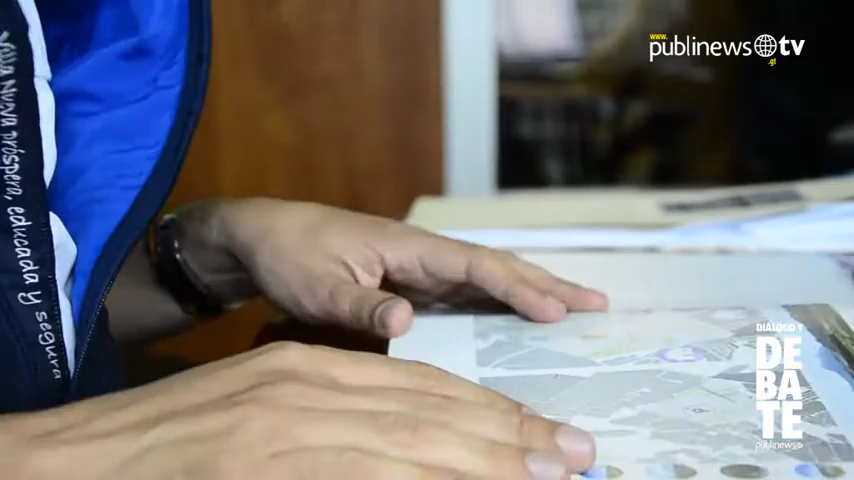 www.
publinews tv
.gt
Villa Nueva próspera, educada y segura
DIÁLOGO Y
DE
BA
TE
publinews